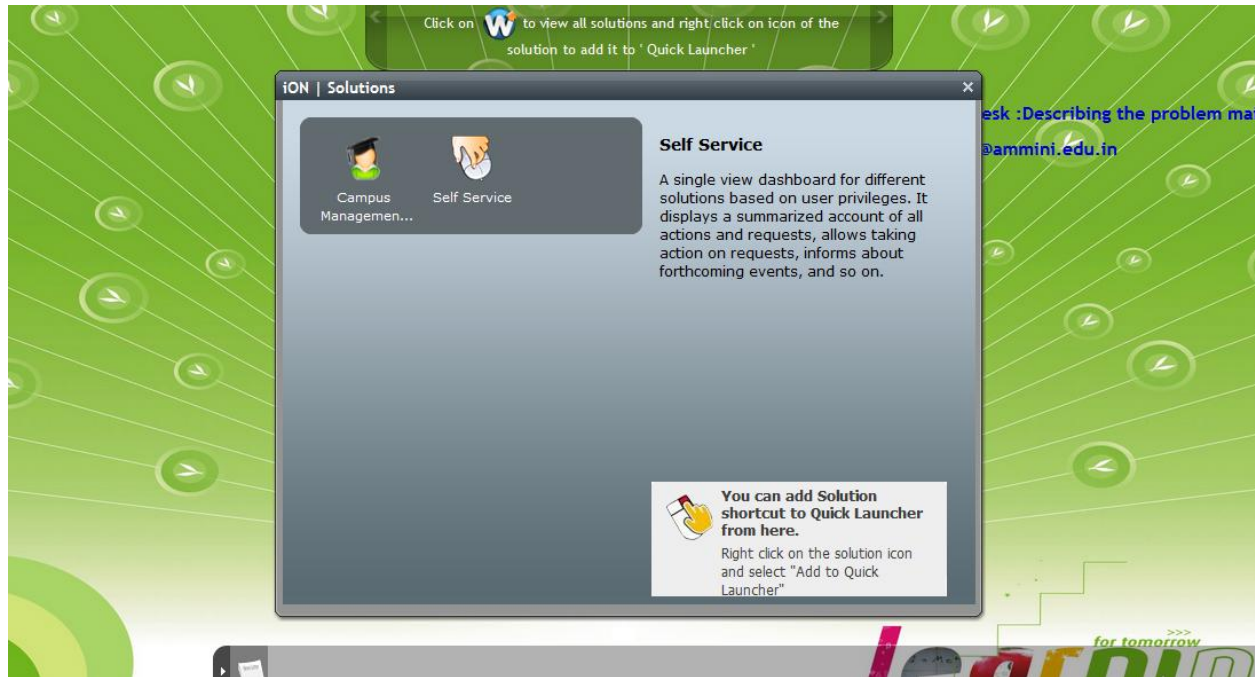 Click on W to view all solutions and right click on icon of the
solution to add it to ' Quick Launcher '
iON | Solutions
esk :Describing the problem ma
@ammini.edu.in
Campus
Managemen...
Self Service
Self Service
A single view dashboard for different
solutions based on user privileges. It
displays a summarized account of all
actions and requests, allows taking
action on requests, informs about
forthcoming events, and so on.
You can add Solution
shortcut to Quick Launcher
from here.
Right click on the solution icon
and select "Add to Quick
Launcher"
>>>
for tomorrow